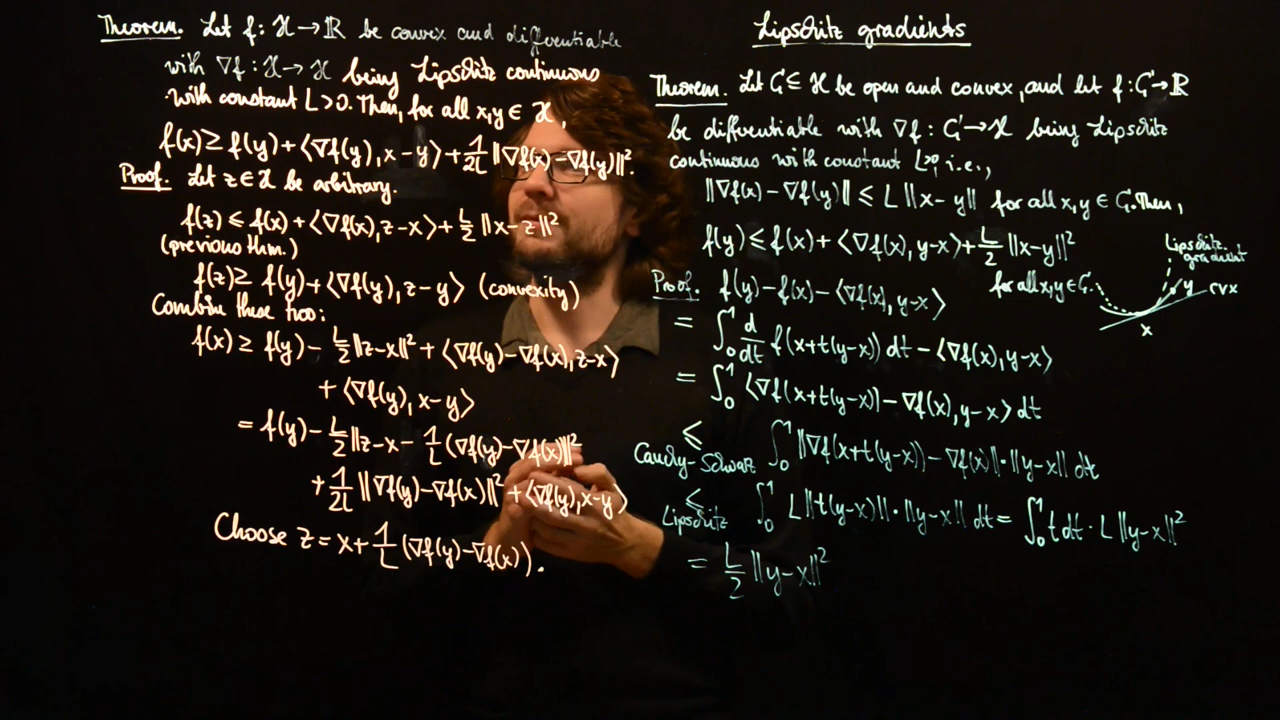 Theorem. Let f: ℋ→ℝ be convex and differentiable
with ∇f: ℋ→ℋ being Lipschitz continuous
with constant L>0. Then, for all x,y ∈ ℋ,
f(x) ≥ f(y) + ⟨∇f(y), x−y⟩ + 1/2L ||∇f(x)−∇f(y)||².
Proof. Let z∈ℋ be arbitrary.
f(z) ≤ f(x) + ⟨∇f(x), z−x⟩ + L/2 ||x−z||²
(previous thm.)
f(z) ≥ f(y) + ⟨∇f(y), z−y⟩ (convexity)
Combine these two:
f(x) ≥ f(y) − L/2 ||z−x||² + ⟨∇f(y)−∇f(x), z−x⟩
+ ⟨∇f(y), x−y⟩
= f(y) − L/2 ||z−x−1/L(∇f(y)−∇f(x)||²
+ 1/2L ||∇f(y)−∇f(x)||² + ⟨∇f(y), x−y⟩
Choose z = x + 1/L (∇f(y)−∇f(x)).
Lipschitz gradients
Theorem. Let C ⊆ ℋ be open and convex, and let f: C→ℝ
be differentiable with ∇f: C→ℋ being Lipschitz
continuous with constant L>0, i.e.,
||∇f(x)−∇f(y)|| ≤ L ||x−y|| for all x,y ∈ C. Then,
f(y) ≤ f(x) + ⟨∇f(x), y−x⟩ + L/2 ||x−y||²
for all x,y ∈ C.
Lipschitz
gradient
y
cvx
x
Proof. f(y) − f(x) − ⟨∇f(x), y−x⟩
= ∫₀¹ d/dt f(x+t(y−x)) dt − ⟨∇f(x), y−x⟩
= ∫₀¹ ⟨∇f(x+t(y−x))−∇f(x), y−x⟩ dt
≤ ∫₀¹ ||∇f(x+t(y−x))−∇f(x)||·||y−x|| dt
Cauchy-Schwarz
≤ ∫₀¹ L||t(y−x)||·||y−x|| dt = ∫₀¹ t dt · L||y−x||²
Lipschitz
= L/2 ||y−x||²